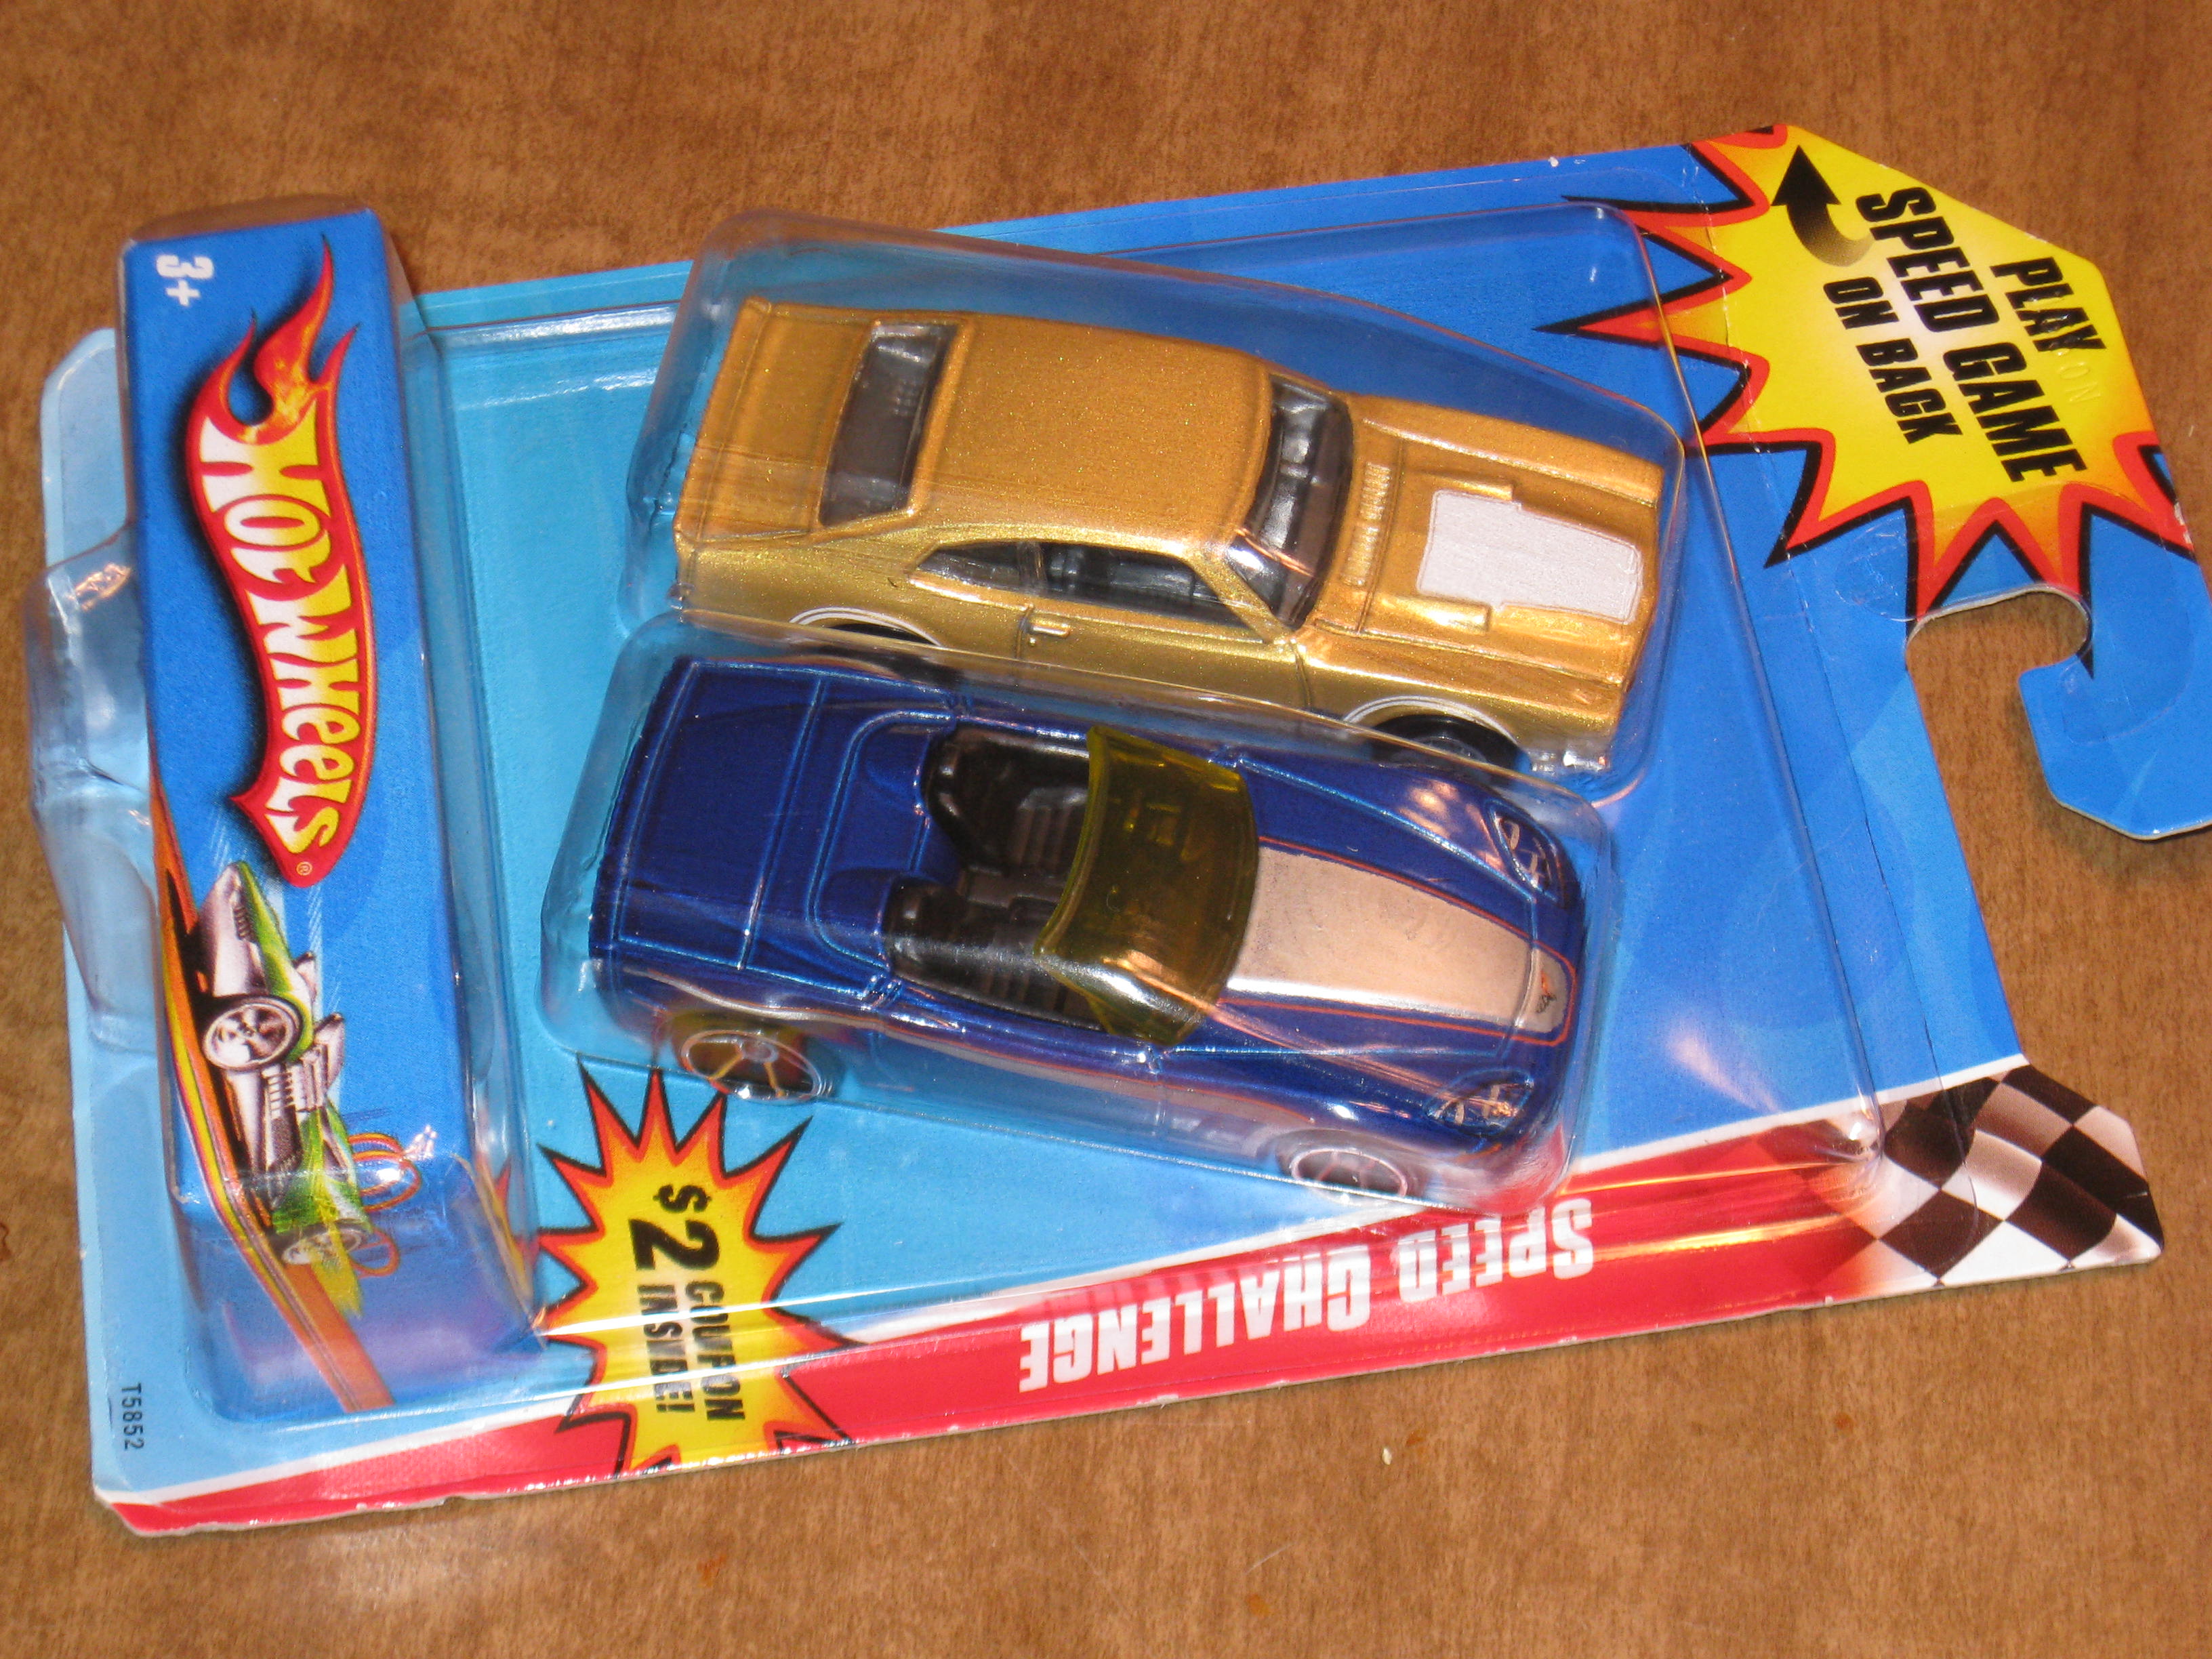 PLAY
SPEED GAME
ON BACK
3+
HOT WHEELS®
$2 COUPON
INSIDE!
SPEED CHALLENGE
T5852